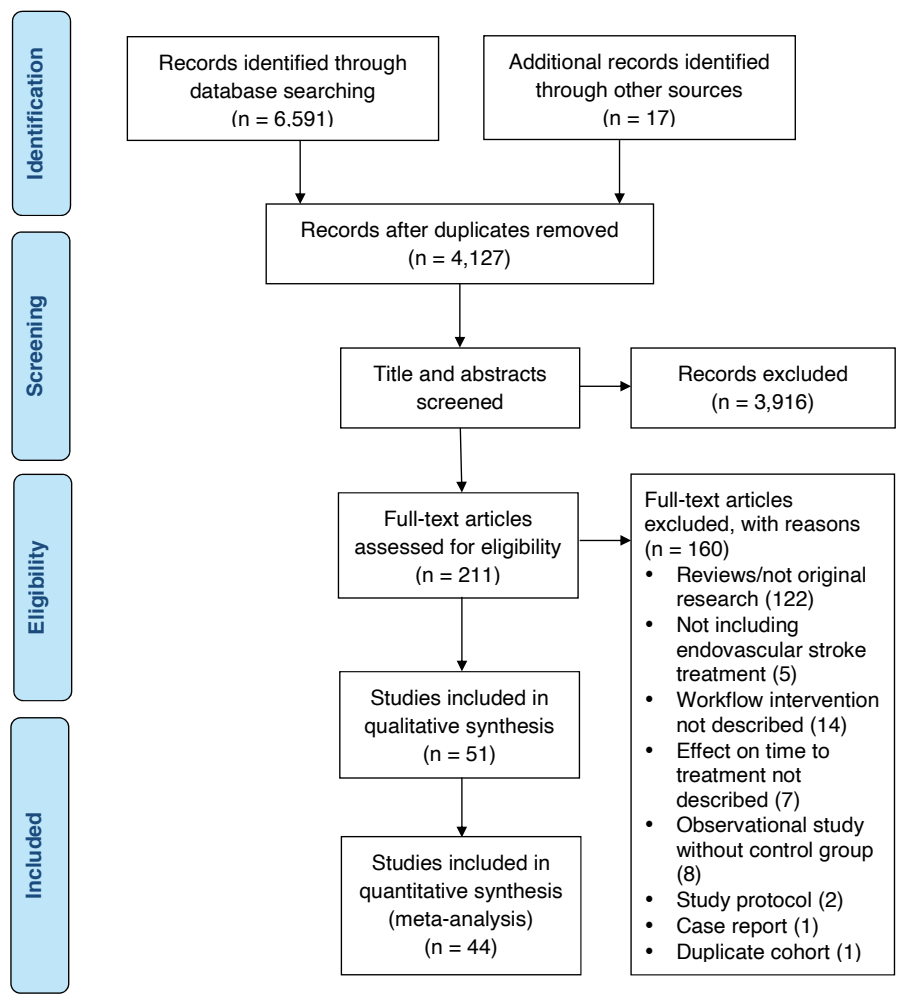 Identification
Records identified through
database searching
(n = 6,591)
Additional records identified
through other sources
(n = 17)
Records after duplicates removed
(n = 4,127)
Screening
Title and abstracts
screened
Records excluded
(n = 3,916)
Eligibility
Full-text articles
assessed for eligibility
(n = 211)
Full-text articles
excluded, with reasons
(n = 160)
• Reviews/not original
research (122)
• Not including
endovascular stroke
treatment (5)
• Workflow intervention
not described (14)
• Effect on time to
treatment not
described (7)
• Observational study
without control group
(8)
• Study protocol (2)
• Case report (1)
• Duplicate cohort (1)
Studies included in
qualitative synthesis
(n = 51)
Included
Studies included in
quantitative synthesis
(meta-analysis)
(n = 44)